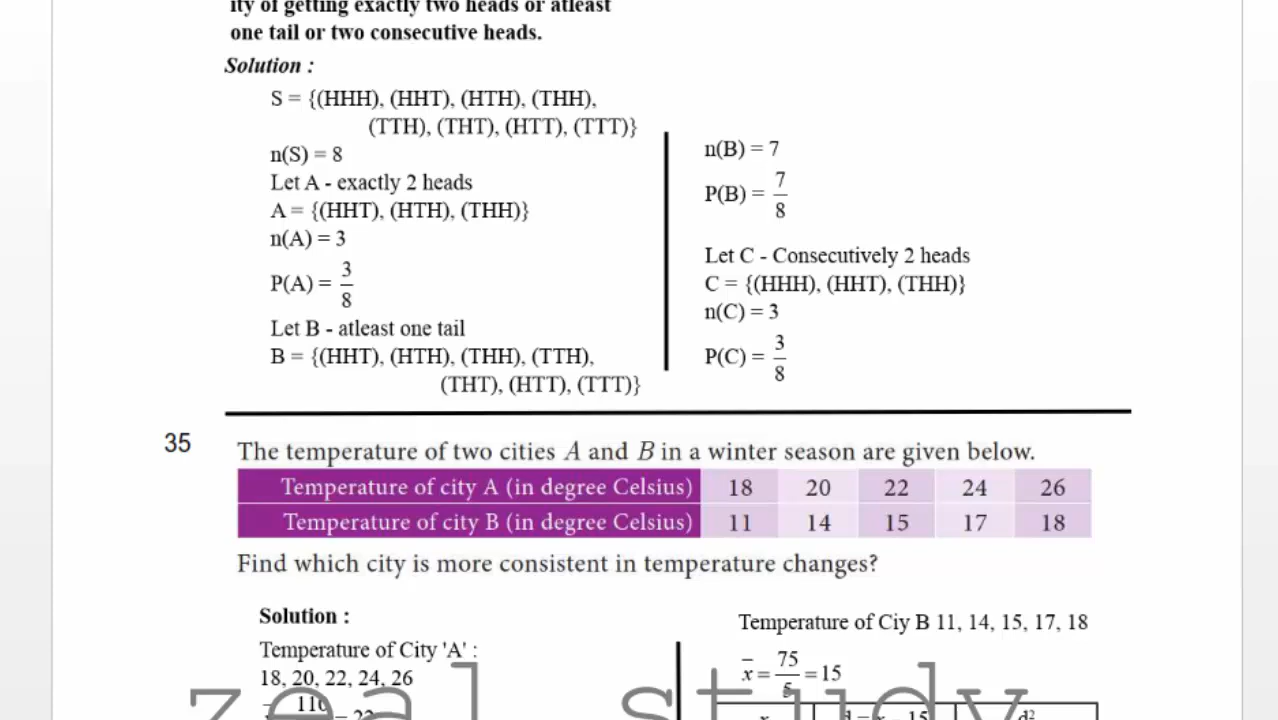 ity of getting exactly two heads or atleast
one tail or two consecutive heads.
Solution :
S = {(HHH), (HHT), (HTH), (THH),
(TTH), (THT), (HTT), (TTT)}
n(S) = 8
Let A - exactly 2 heads
A = {(HHT), (HTH), (THH)}
n(A) = 3
P(A) = 3/8
Let B - atleast one tail
B = {(HHT), (HTH), (THH), (TTH),
(THT), (HTT), (TTT)}
n(B) = 7
P(B) = 7/8
Let C - Consecutively 2 heads
C = {(HHH), (HHT), (THH)}
n(C) = 3
P(C) = 3/8
35 The temperature of two cities A and B in a winter season are given below.
Temperature of city A (in degree Celsius) 18 20 22 24 26
Temperature of city B (in degree Celsius) 11 14 15 17 18
Find which city is more consistent in temperature changes?
Solution :
Temperature of City 'A' :
18, 20, 22, 24, 26
110
= 22
Temperature of Ciy B 11, 14, 15, 17, 18
x̄ = 75/5 = 15
x d = x - 15 d²
zeal study